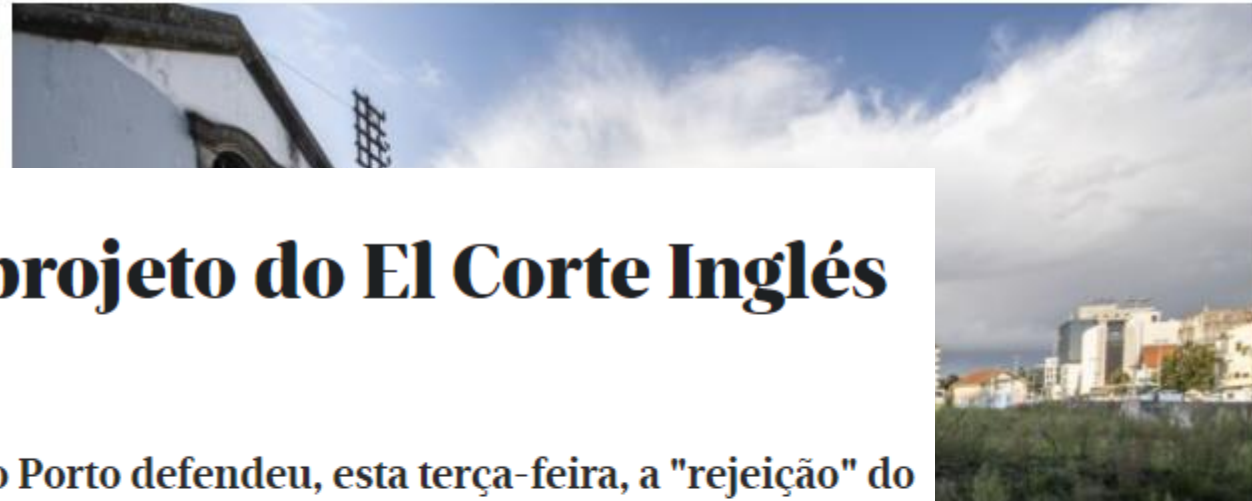 projeto do El Corte Inglés
o Porto defendeu, esta terça-feira, a "rejeição" do